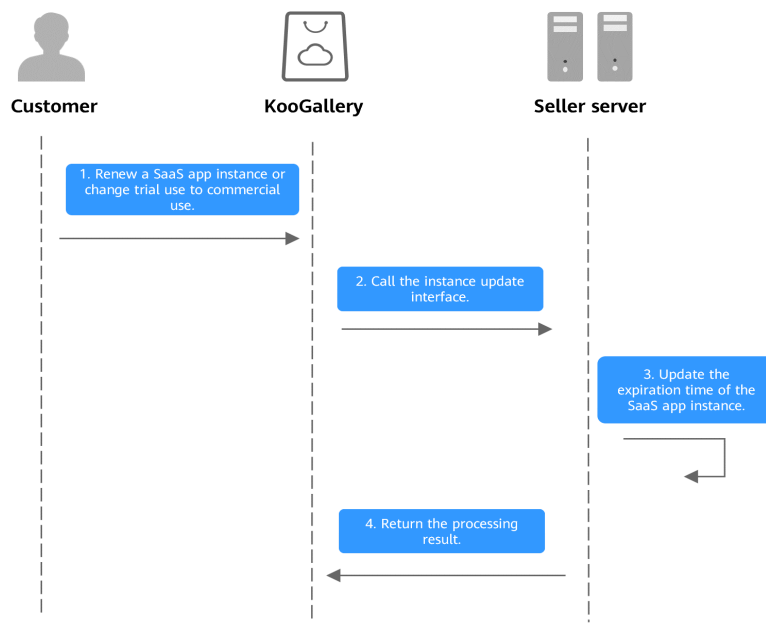 Customer
KooGallery
Seller server
1. Renew a SaaS app instance or
change trial use to commercial
use.
2. Call the instance update
interface.
3. Update the
expiration time of the
SaaS app instance.
4. Return the processing
result.